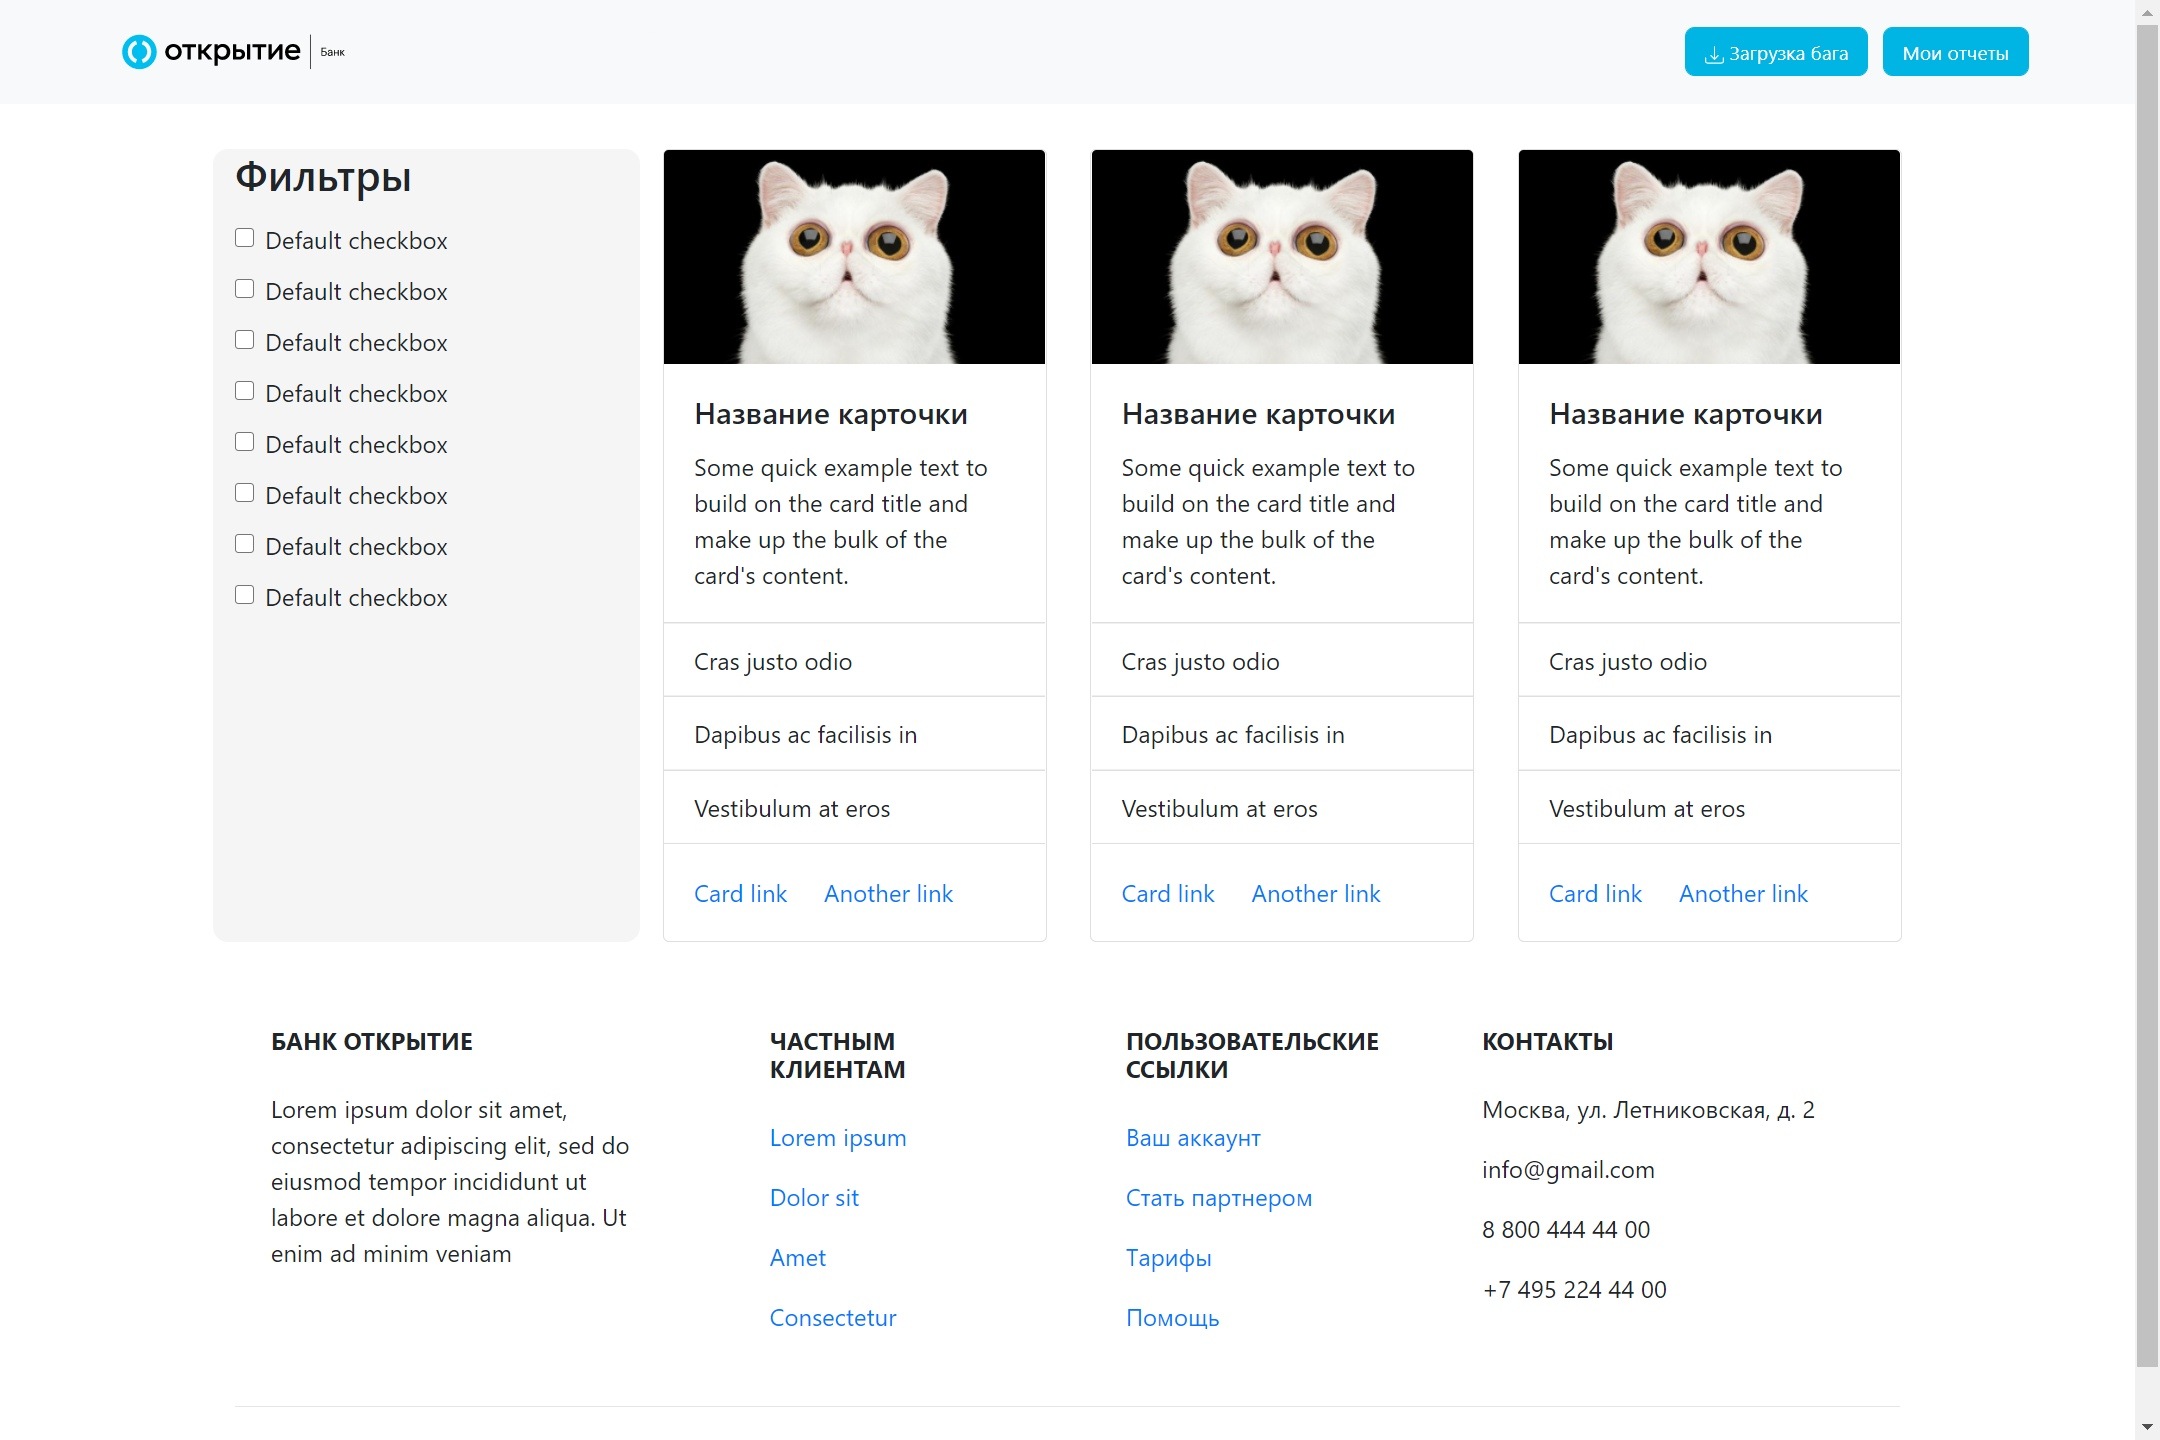 открытие Банк
Загрузка бага
Мои отчеты
Фильтры
Default checkbox
Default checkbox
Default checkbox
Default checkbox
Default checkbox
Default checkbox
Default checkbox
Default checkbox
Название карточки
Some quick example text to
build on the card title and
make up the bulk of the
card's content.
Cras justo odio
Dapibus ac facilisis in
Vestibulum at eros
Card link Another link
Название карточки
Some quick example text to
build on the card title and
make up the bulk of the
card's content.
Cras justo odio
Dapibus ac facilisis in
Vestibulum at eros
Card link Another link
Название карточки
Some quick example text to
build on the card title and
make up the bulk of the
card's content.
Cras justo odio
Dapibus ac facilisis in
Vestibulum at eros
Card link Another link
БАНК ОТКРЫТИЕ
Lorem ipsum dolor sit amet,
consectetur adipiscing elit, sed do
eiusmod tempor incididunt ut
labore et dolore magna aliqua. Ut
enim ad minim veniam
ЧАСТНЫМ
КЛИЕНТАМ
Lorem ipsum
Dolor sit
Amet
Consectetur
ПОЛЬЗОВАТЕЛЬСКИЕ
ССЫЛКИ
Ваш аккаунт
Стать партнером
Тарифы
Помощь
КОНТАКТЫ
Москва, ул. Летниковская, д. 2
info@gmail.com
8 800 444 44 00
+7 495 224 44 00